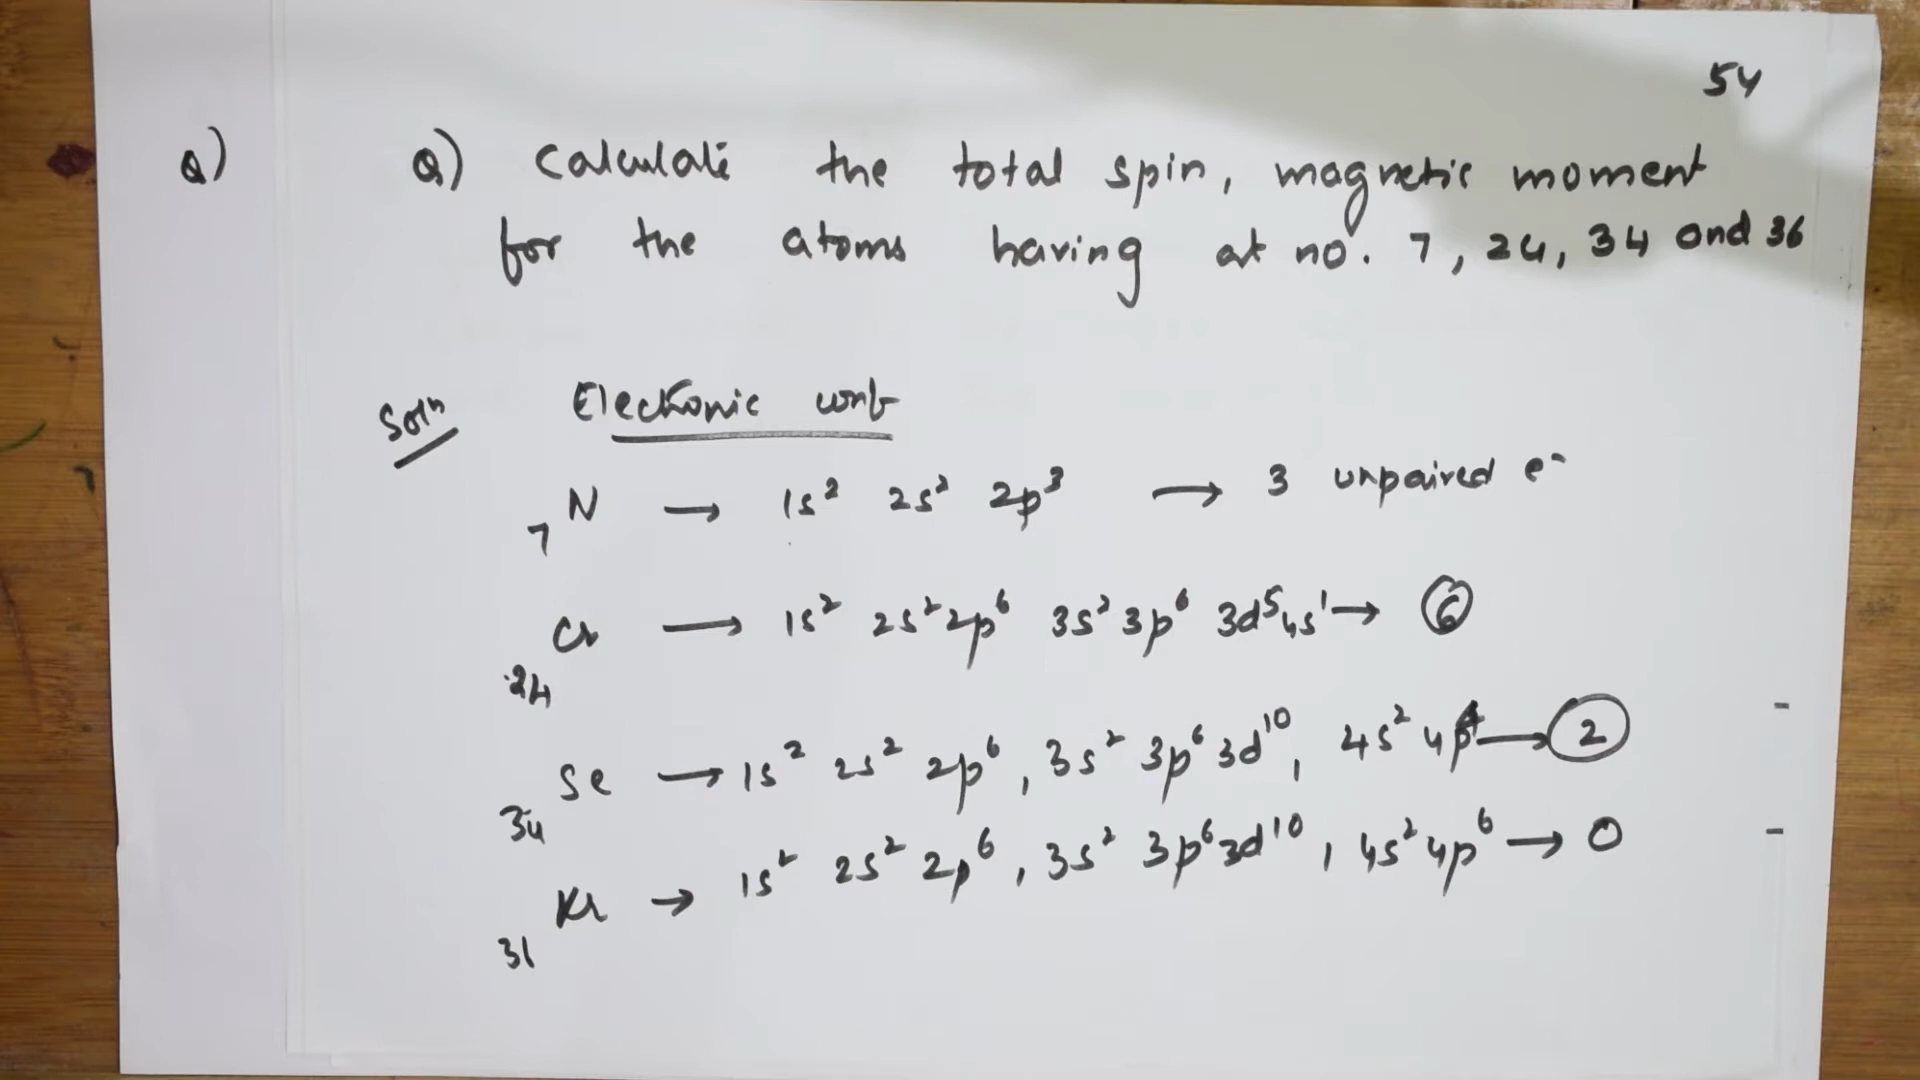 54
Q) Q) Calculate the total spin, magnetic moment
for the atoms having at no. 7, 24, 34 and 36
Soln Electronic conf
₇N → 1s² 2s² 2p³ → 3 unpaired e⁻
₂₄Cr → 1s² 2s² 2p⁶ 3s² 3p⁶ 3d⁵ 4s¹ → 6
₃₄Se → 1s² 2s² 2p⁶, 3s² 3p⁶ 3d¹⁰, 4s² 4p⁴ → 2
₃₁Kr → 1s² 2s² 2p⁶, 3s² 3p⁶ 3d¹⁰, 4s² 4p⁶ → 0